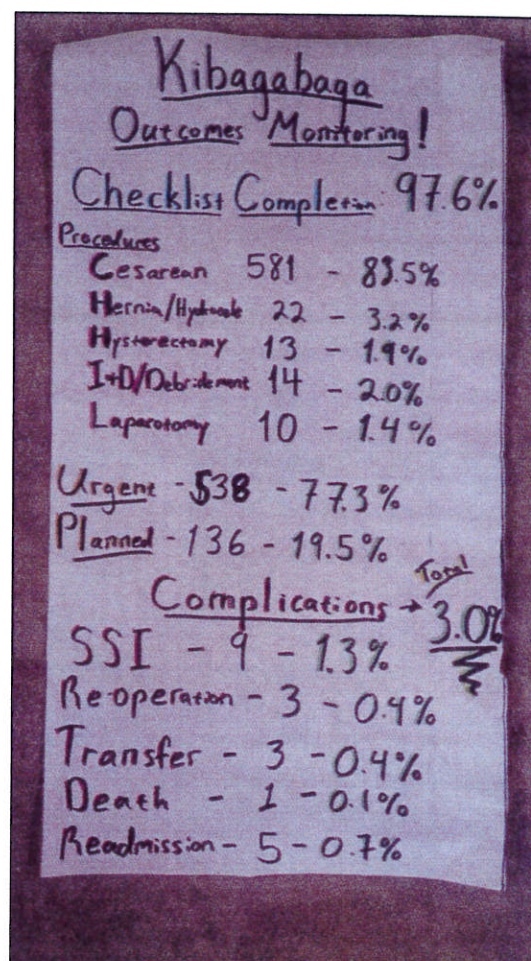 Kibagabaga
Outcomes Monitoring!
Checklist Completion: 97.6%
Procedures
Cesarean 581 - 83.5%
Hernia/Hydrocele 22 - 3.2%
Hysterectomy 13 - 1.9%
I+D/Debridement 14 - 2.0%
Laparotomy 10 - 1.4%
Urgent - 538 - 77.3%
Planned - 136 - 19.5%
Total
Complications → 3.0%
SSI - 9 - 1.3%
Re-operation - 3 - 0.4%
Transfer - 3 - 0.4%
Death - 1 - 0.1%
Readmission - 5 - 0.7%